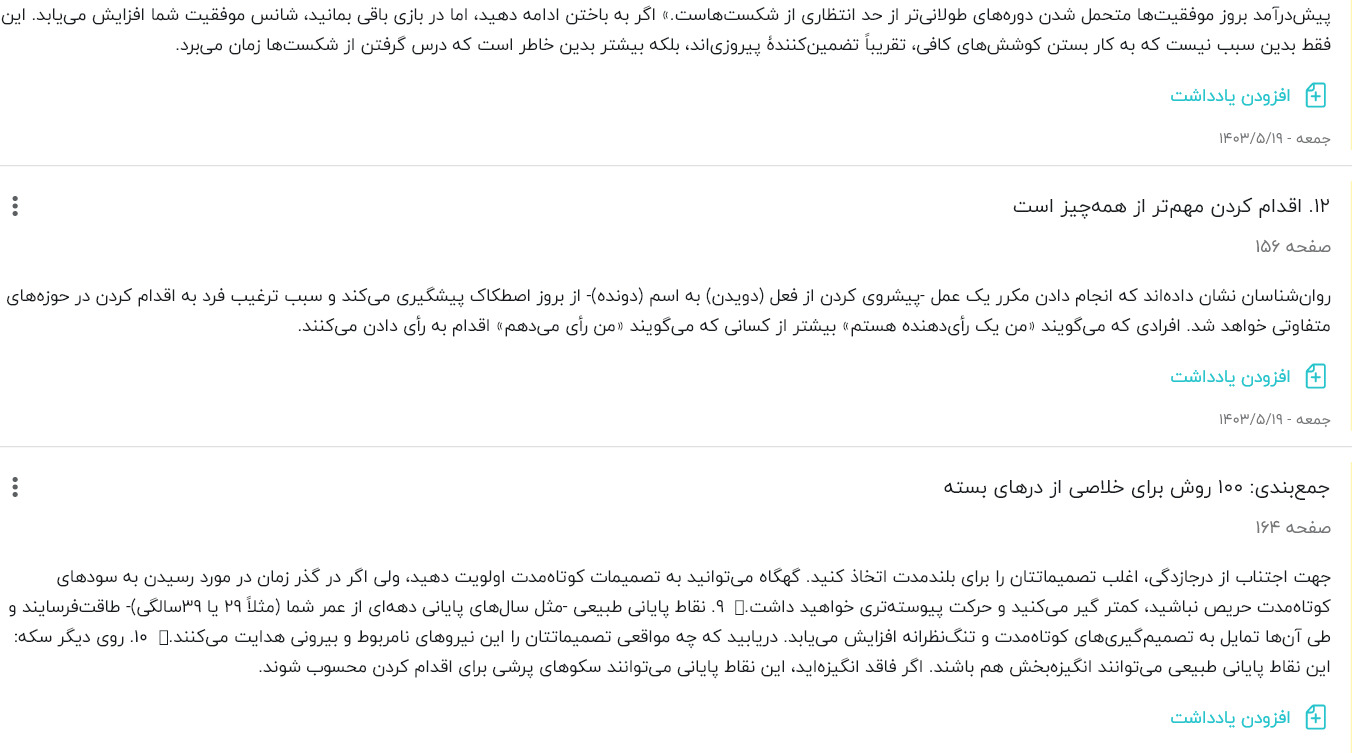 پیش‌درآمد بروز موفقیت‌ها متحمل شدن دوره‌های طولانی‌تر از حد انتظاری از شکست‌هاست.» اگر به باختن ادامه دهید، اما در بازی باقی بمانید، شانس موفقیت شما افزایش می‌یابد. این
فقط بدین سبب نیست که به کار بستن کوشش‌های کافی، تقریباً تضمین‌کنندهٔ پیروزی‌اند، بلکه بیشتر بدین خاطر است که درس گرفتن از شکست‌ها زمان می‌برد.
افزودن یادداشت
جمعه - ۱۴۰۳/۵/۱۹
۱۲. اقدام کردن مهم‌تر از همه‌چیز است
صفحه ۱۵۶
روان‌شناسان نشان داده‌اند که انجام دادن مکرر یک عمل -پیشروی کردن از فعل (دویدن) به اسم (دونده)- از بروز اصطکاک پیشگیری می‌کند و سبب ترغیب فرد به اقدام کردن در حوزه‌های
متفاوتی خواهد شد. افرادی که می‌گویند «من یک رأی‌دهنده هستم» بیشتر از کسانی که می‌گویند «من رأی می‌دهم» اقدام به رأی دادن می‌کنند.
افزودن یادداشت
جمعه - ۱۴۰۳/۵/۱۹
جمع‌بندی: ۱۰۰ روش برای خلاصی از درهای بسته
صفحه ۱۶۴
جهت اجتناب از درجازدگی، اغلب تصمیماتتان را برای بلندمدت اتخاذ کنید. گهگاه می‌توانید به تصمیمات کوتاه‌مدت اولویت دهید، ولی اگر در گذر زمان در مورد رسیدن به سودهای
کوتاه‌مدت حریص نباشید، کمتر گیر می‌کنید و حرکت پیوسته‌تری خواهید داشت. ۹. نقاط پایانی طبیعی -مثل سال‌های پایانی دهه‌ای از عمر شما (مثلاً ۲۹ یا ۳۹سالگی)- طاقت‌فرسایند و
طی آن‌ها تمایل به تصمیم‌گیری‌های کوتاه‌مدت و تنگ‌نظرانه افزایش می‌یابد. دریابید که چه مواقعی تصمیماتتان را این نیروهای نامربوط و بیرونی هدایت می‌کنند. ۱۰. روی دیگر سکه:
این نقاط پایانی طبیعی می‌توانند انگیزه‌بخش هم باشند. اگر فاقد انگیزه‌اید، این نقاط پایانی می‌توانند سکوهای پرشی برای اقدام کردن محسوب شوند.
افزودن یادداشت